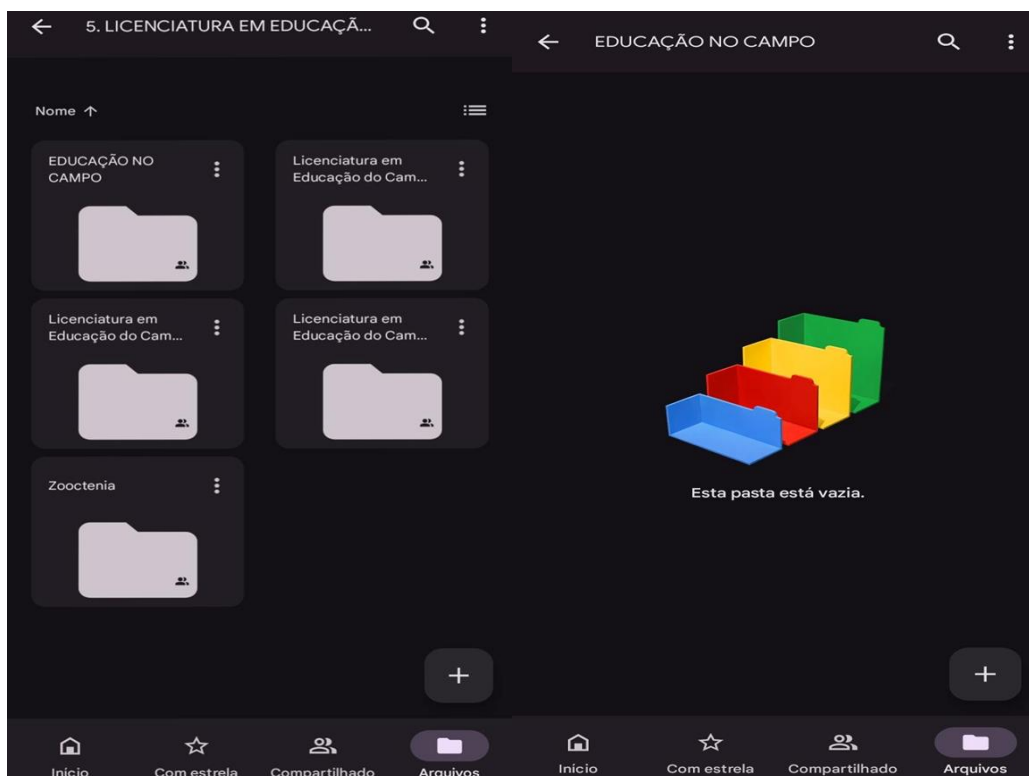 5. LICENCIATURA EM EDUCAÇÃ...
Nome
EDUCAÇÃO NO
CAMPO
Licenciatura em
Educação do Cam...
Licenciatura em
Educação do Cam...
Licenciatura em
Educação do Cam...
Zooctenia
Início
Com estrela
Compartilhado
Arquivos
EDUCAÇÃO NO CAMPO
Esta pasta está vazia.
Início
Com estrela
Compartilhado
Arquivos